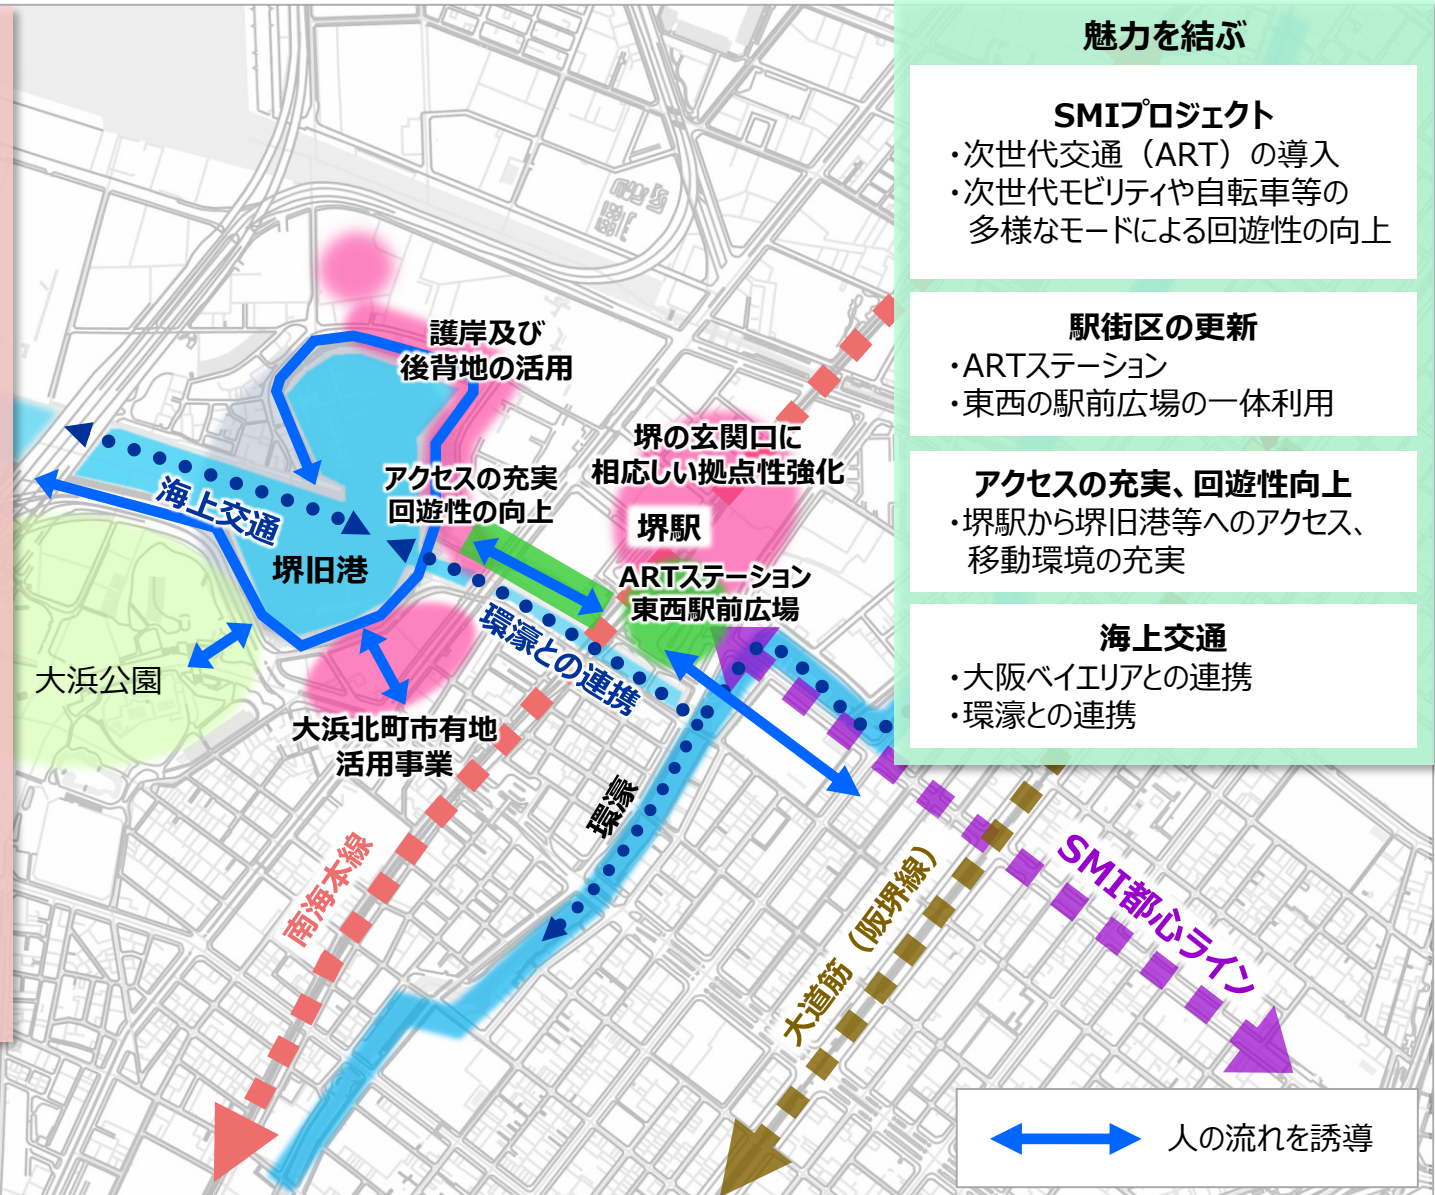 魅力を結ぶ
SMIプロジェクト
・次世代交通（ART）の導入
・次世代モビリティや自転車等の
多様なモードによる回遊性の向上
駅街区の更新
・ARTステーション
・東西の駅前広場の一体利用
アクセスの充実、回遊性向上
・堺駅から堺旧港等へのアクセス、
移動環境の充実
海上交通
・大阪ベイエリアとの連携
・環濠との連携
護岸及び
後背地の活用
堺の玄関口に
相応しい拠点性強化
アクセスの充実
回遊性の向上
海上交通
堺駅
堺旧港
ARTステーション
東西駅前広場
環濠との連携
大浜公園
大浜北町市有地
活用事業
環濠
南海本線
大道筋（阪堺線）
SMI都心ライン
人の流れを誘導